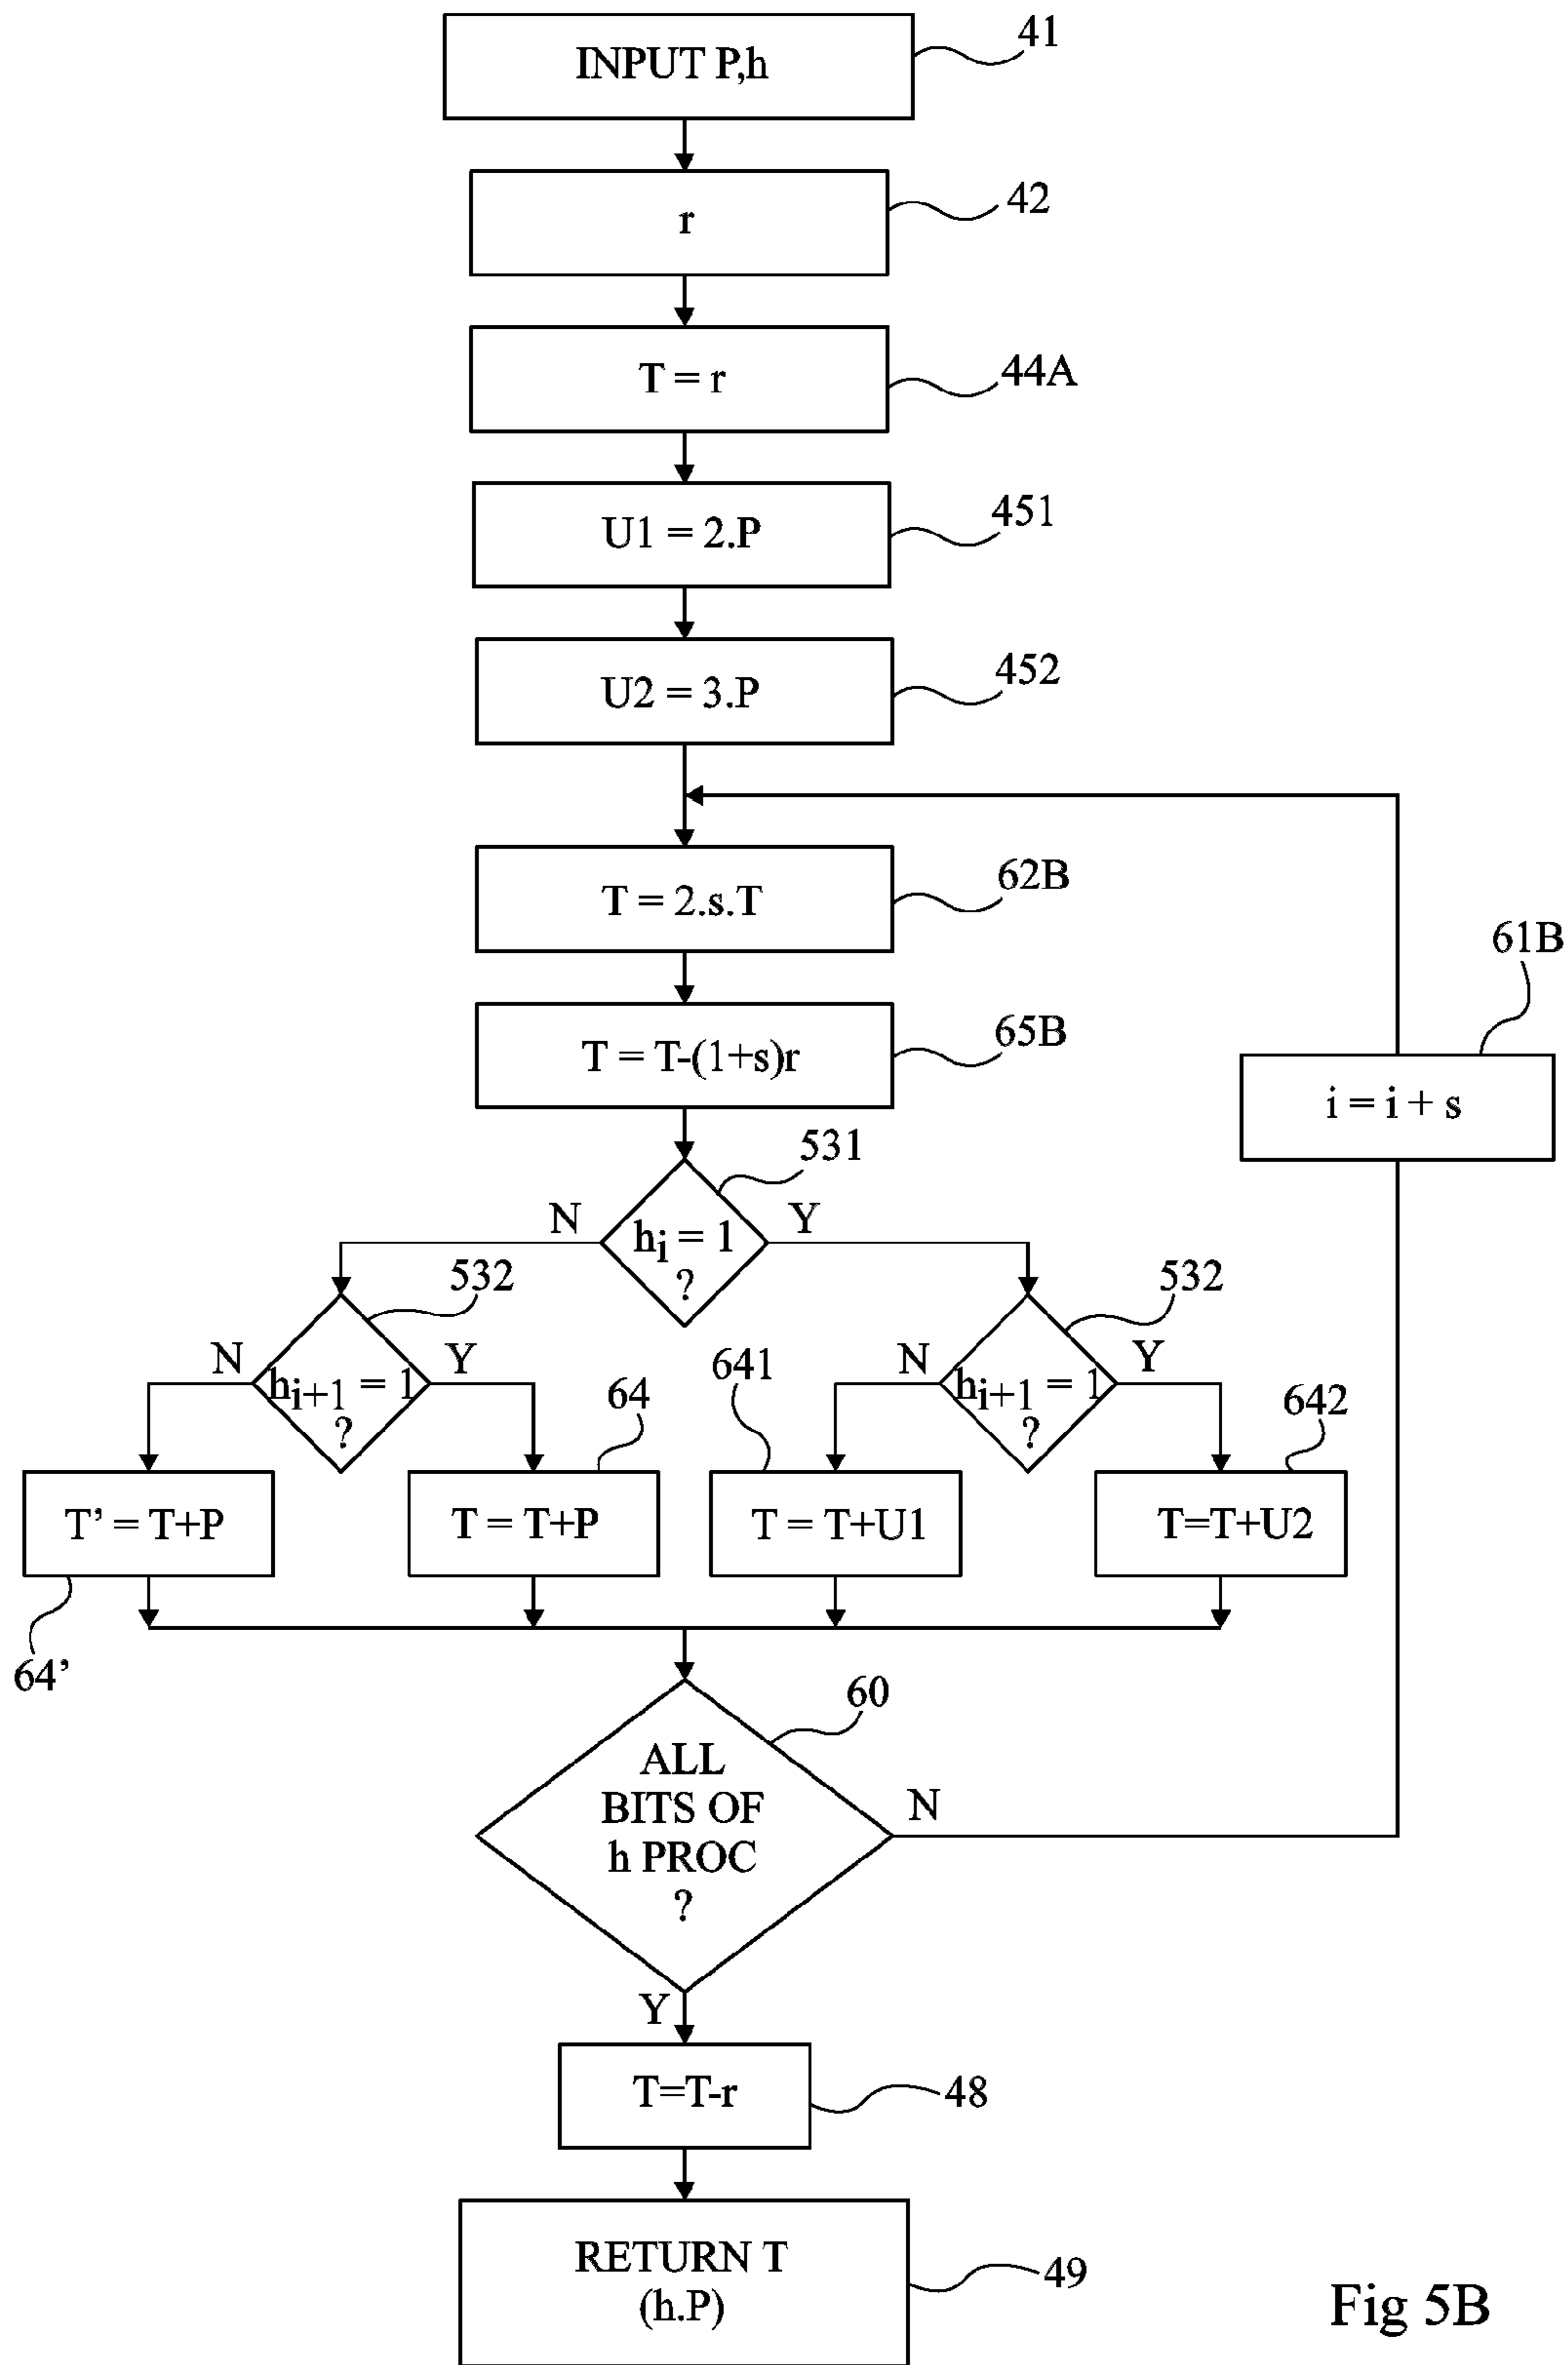 INPUT P,h
41
r
42
T = r
44A
U1 = 2.P
451
U2 = 3.P
452
T = 2.s.T
62B
61B
T = T-(1+s)r
65B
i = i + s
531
N
Y
hi = 1
?
532
532
N
Y
hi+1 = 1
?
641
64
N
Y
hi+1 = 1
?
642
T’ = T+P
T = T+P
T = T+U1
T=T+U2
64’
60
ALL
BITS OF
h PROC
?
N
Y
T=T-r
48
RETURN T
(h.P)
49
Fig 5B